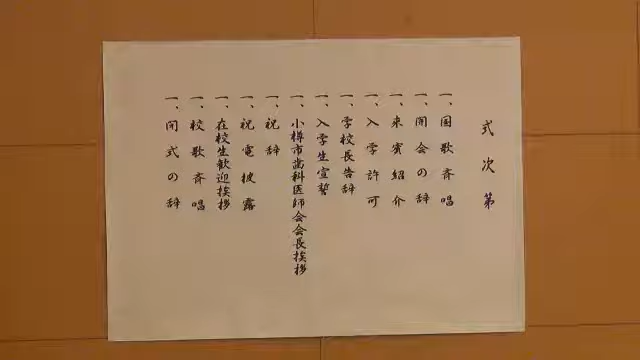 式次第
一、国歌斉唱
一、開会の辞
一、来賓紹介
一、入学許可
一、学校長告辞
一、入学生宣誓
一、小樽市歯科医師会会長挨拶
一、祝辞
一、祝電披露
一、在校生歓迎挨拶
一、校歌斉唱
一、閉式の辞